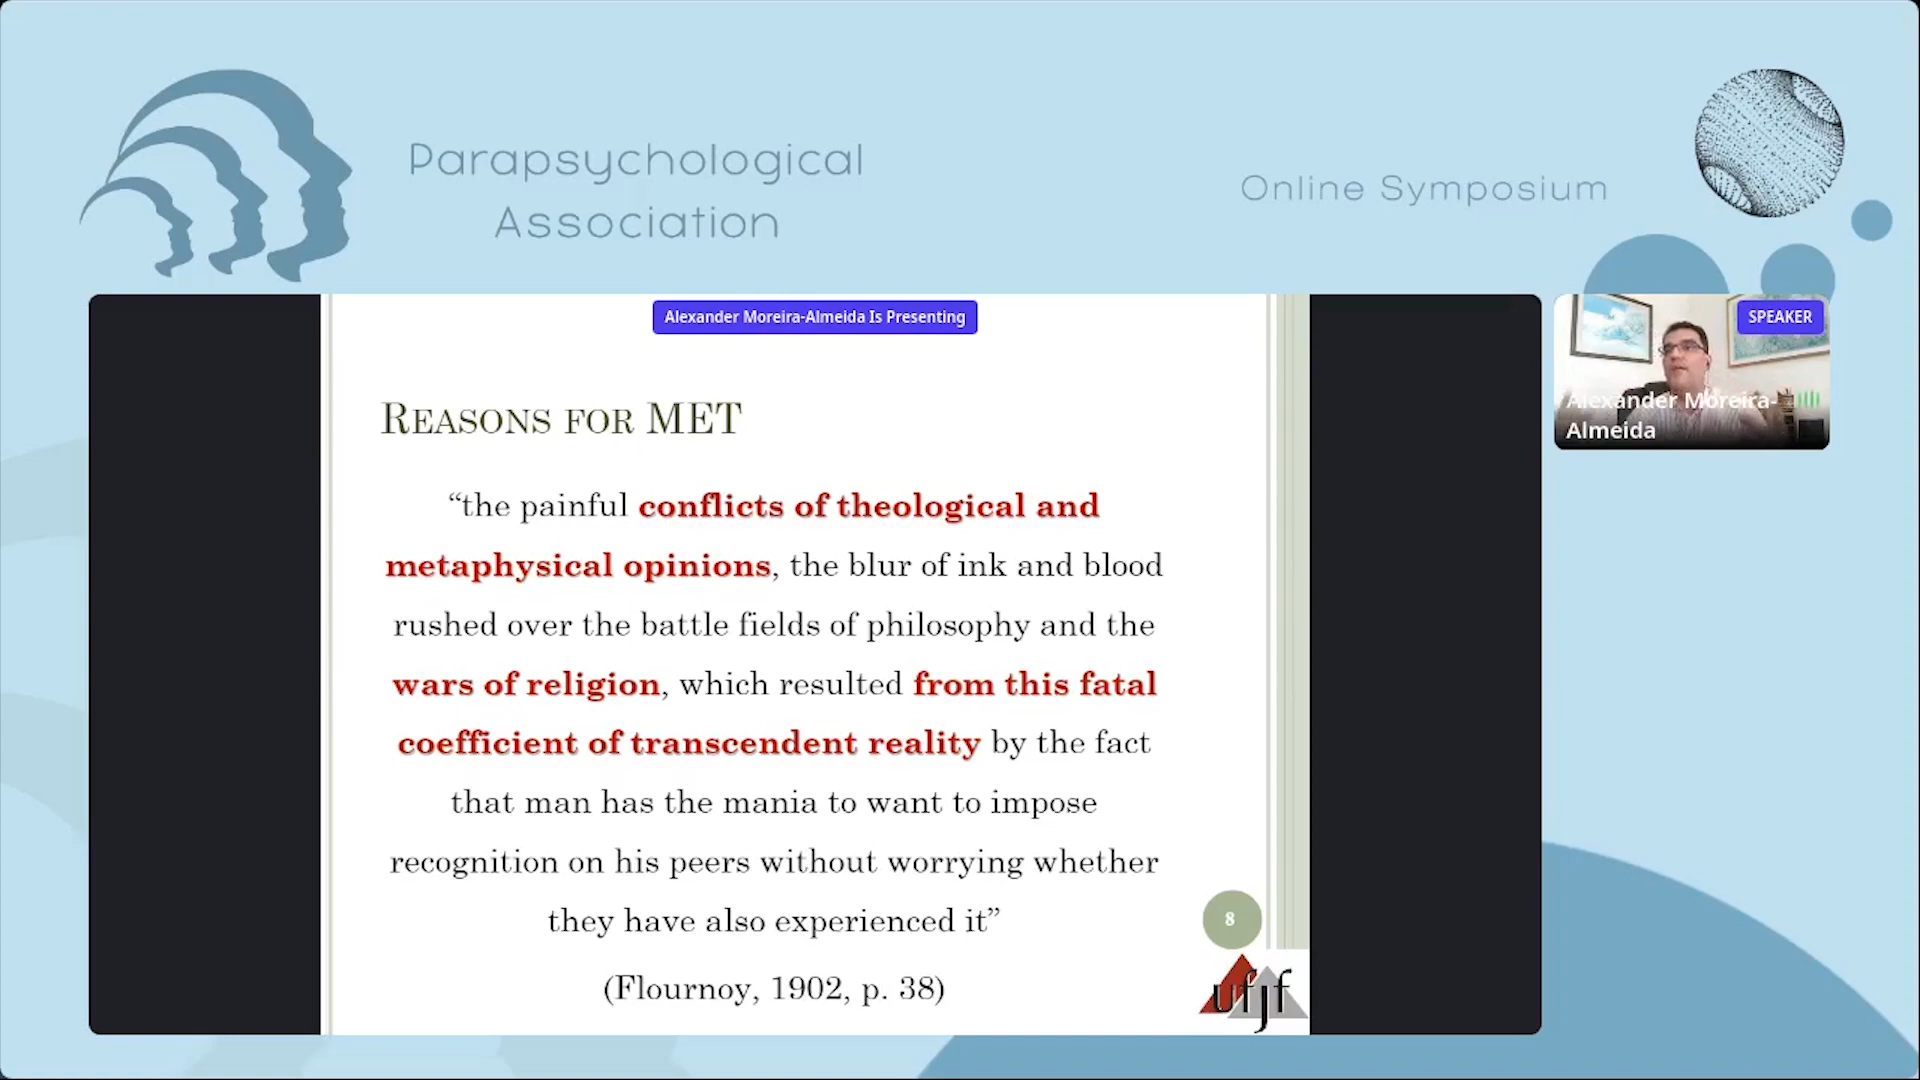 Parapsychological
Association
Online Symposium
Alexander Moreira-Almeida Is Presenting
SPEAKER
Alexander Moreira-
Almeida
REASONS FOR MET
“the painful conflicts of theological and
metaphysical opinions, the blur of ink and blood
rushed over the battle fields of philosophy and the
wars of religion, which resulted from this fatal
coefficient of transcendent reality by the fact
that man has the mania to want to impose
recognition on his peers without worrying whether
they have also experienced it”
(Flournoy, 1902, p. 38)
8
ufjf